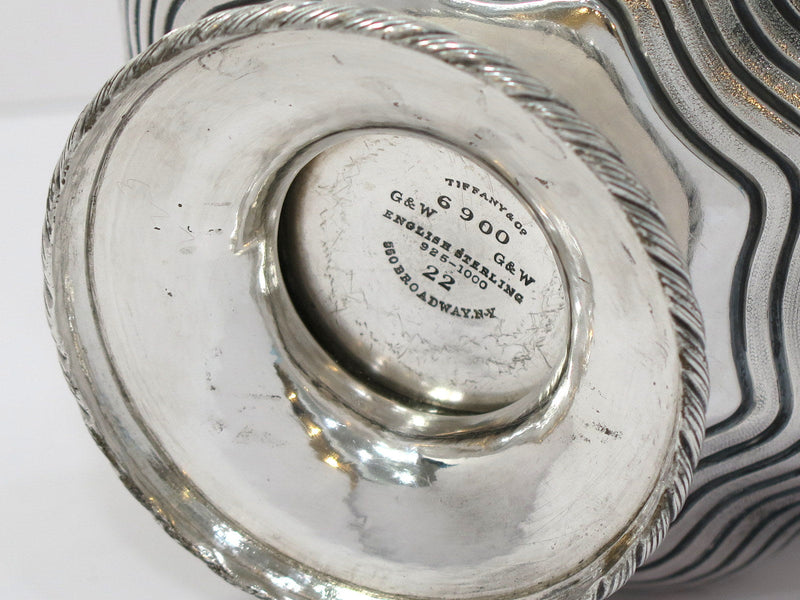 TIFFANY & CO
G&W 6900 G&W
ENGLISH STERLING
925-1000
22
550 BROADWAY, N.Y